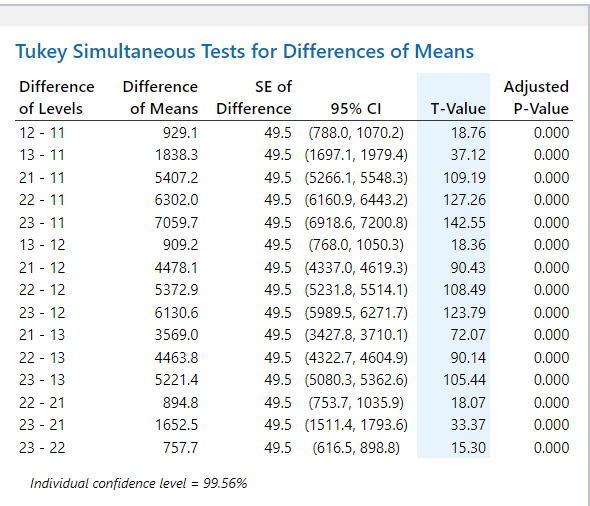 Tukey Simultaneous Tests for Differences of Means
Difference Difference SE of Adjusted
of Levels of Means Difference 95% CI T-Value P-Value
12 - 11 929.1 49.5 (788.0, 1070.2) 18.76 0.000
13 - 11 1838.3 49.5 (1697.1, 1979.4) 37.12 0.000
21 - 11 5407.2 49.5 (5266.1, 5548.3) 109.19 0.000
22 - 11 6302.0 49.5 (6160.9, 6443.2) 127.26 0.000
23 - 11 7059.7 49.5 (6918.6, 7200.8) 142.55 0.000
13 - 12 909.2 49.5 (768.0, 1050.3) 18.36 0.000
21 - 12 4478.1 49.5 (4337.0, 4619.3) 90.43 0.000
22 - 12 5372.9 49.5 (5231.8, 5514.1) 108.49 0.000
23 - 12 6130.6 49.5 (5989.5, 6271.7) 123.79 0.000
21 - 13 3569.0 49.5 (3427.8, 3710.1) 72.07 0.000
22 - 13 4463.8 49.5 (4322.7, 4604.9) 90.14 0.000
23 - 13 5221.4 49.5 (5080.3, 5362.6) 105.44 0.000
22 - 21 894.8 49.5 (753.7, 1035.9) 18.07 0.000
23 - 21 1652.5 49.5 (1511.4, 1793.6) 33.37 0.000
23 - 22 757.7 49.5 (616.5, 898.8) 15.30 0.000
Individual confidence level = 99.56%